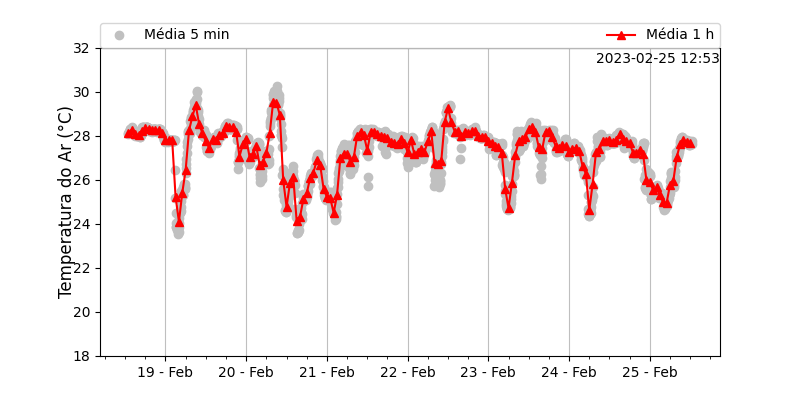 Média 5 min
Média 1 h
2023-02-25 12:53
Temperatura do Ar (°C)
32
30
28
26
24
22
20
18
19 - Feb
20 - Feb
21 - Feb
22 - Feb
23 - Feb
24 - Feb
25 - Feb